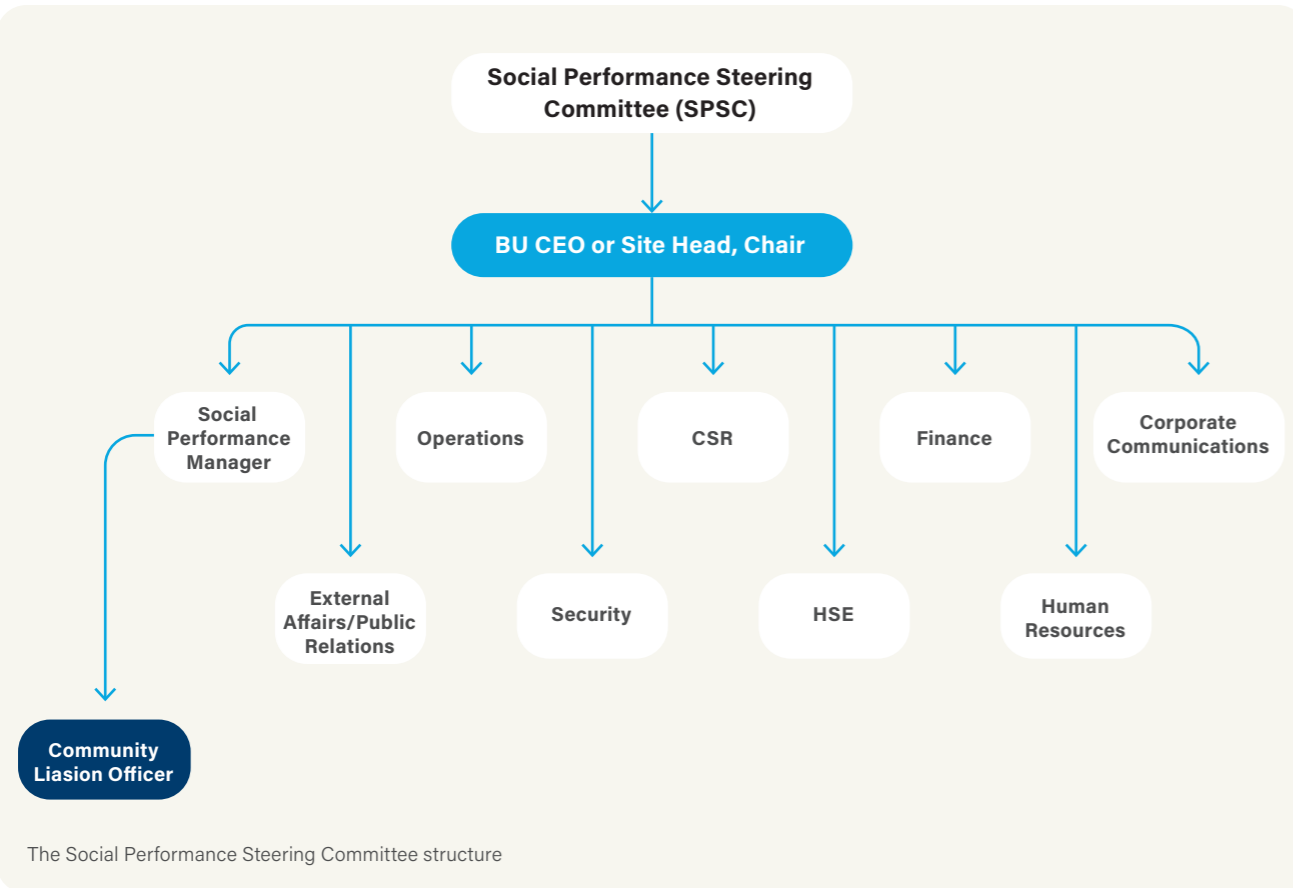 Social Performance Steering
Committee (SPSC)
BU CEO or Site Head, Chair
Social
Performance
Manager
Operations
CSR
Finance
Corporate
Communications
External
Affairs/Public
Relations
Security
HSE
Human
Resources
Community
Liasion Officer
The Social Performance Steering Committee structure